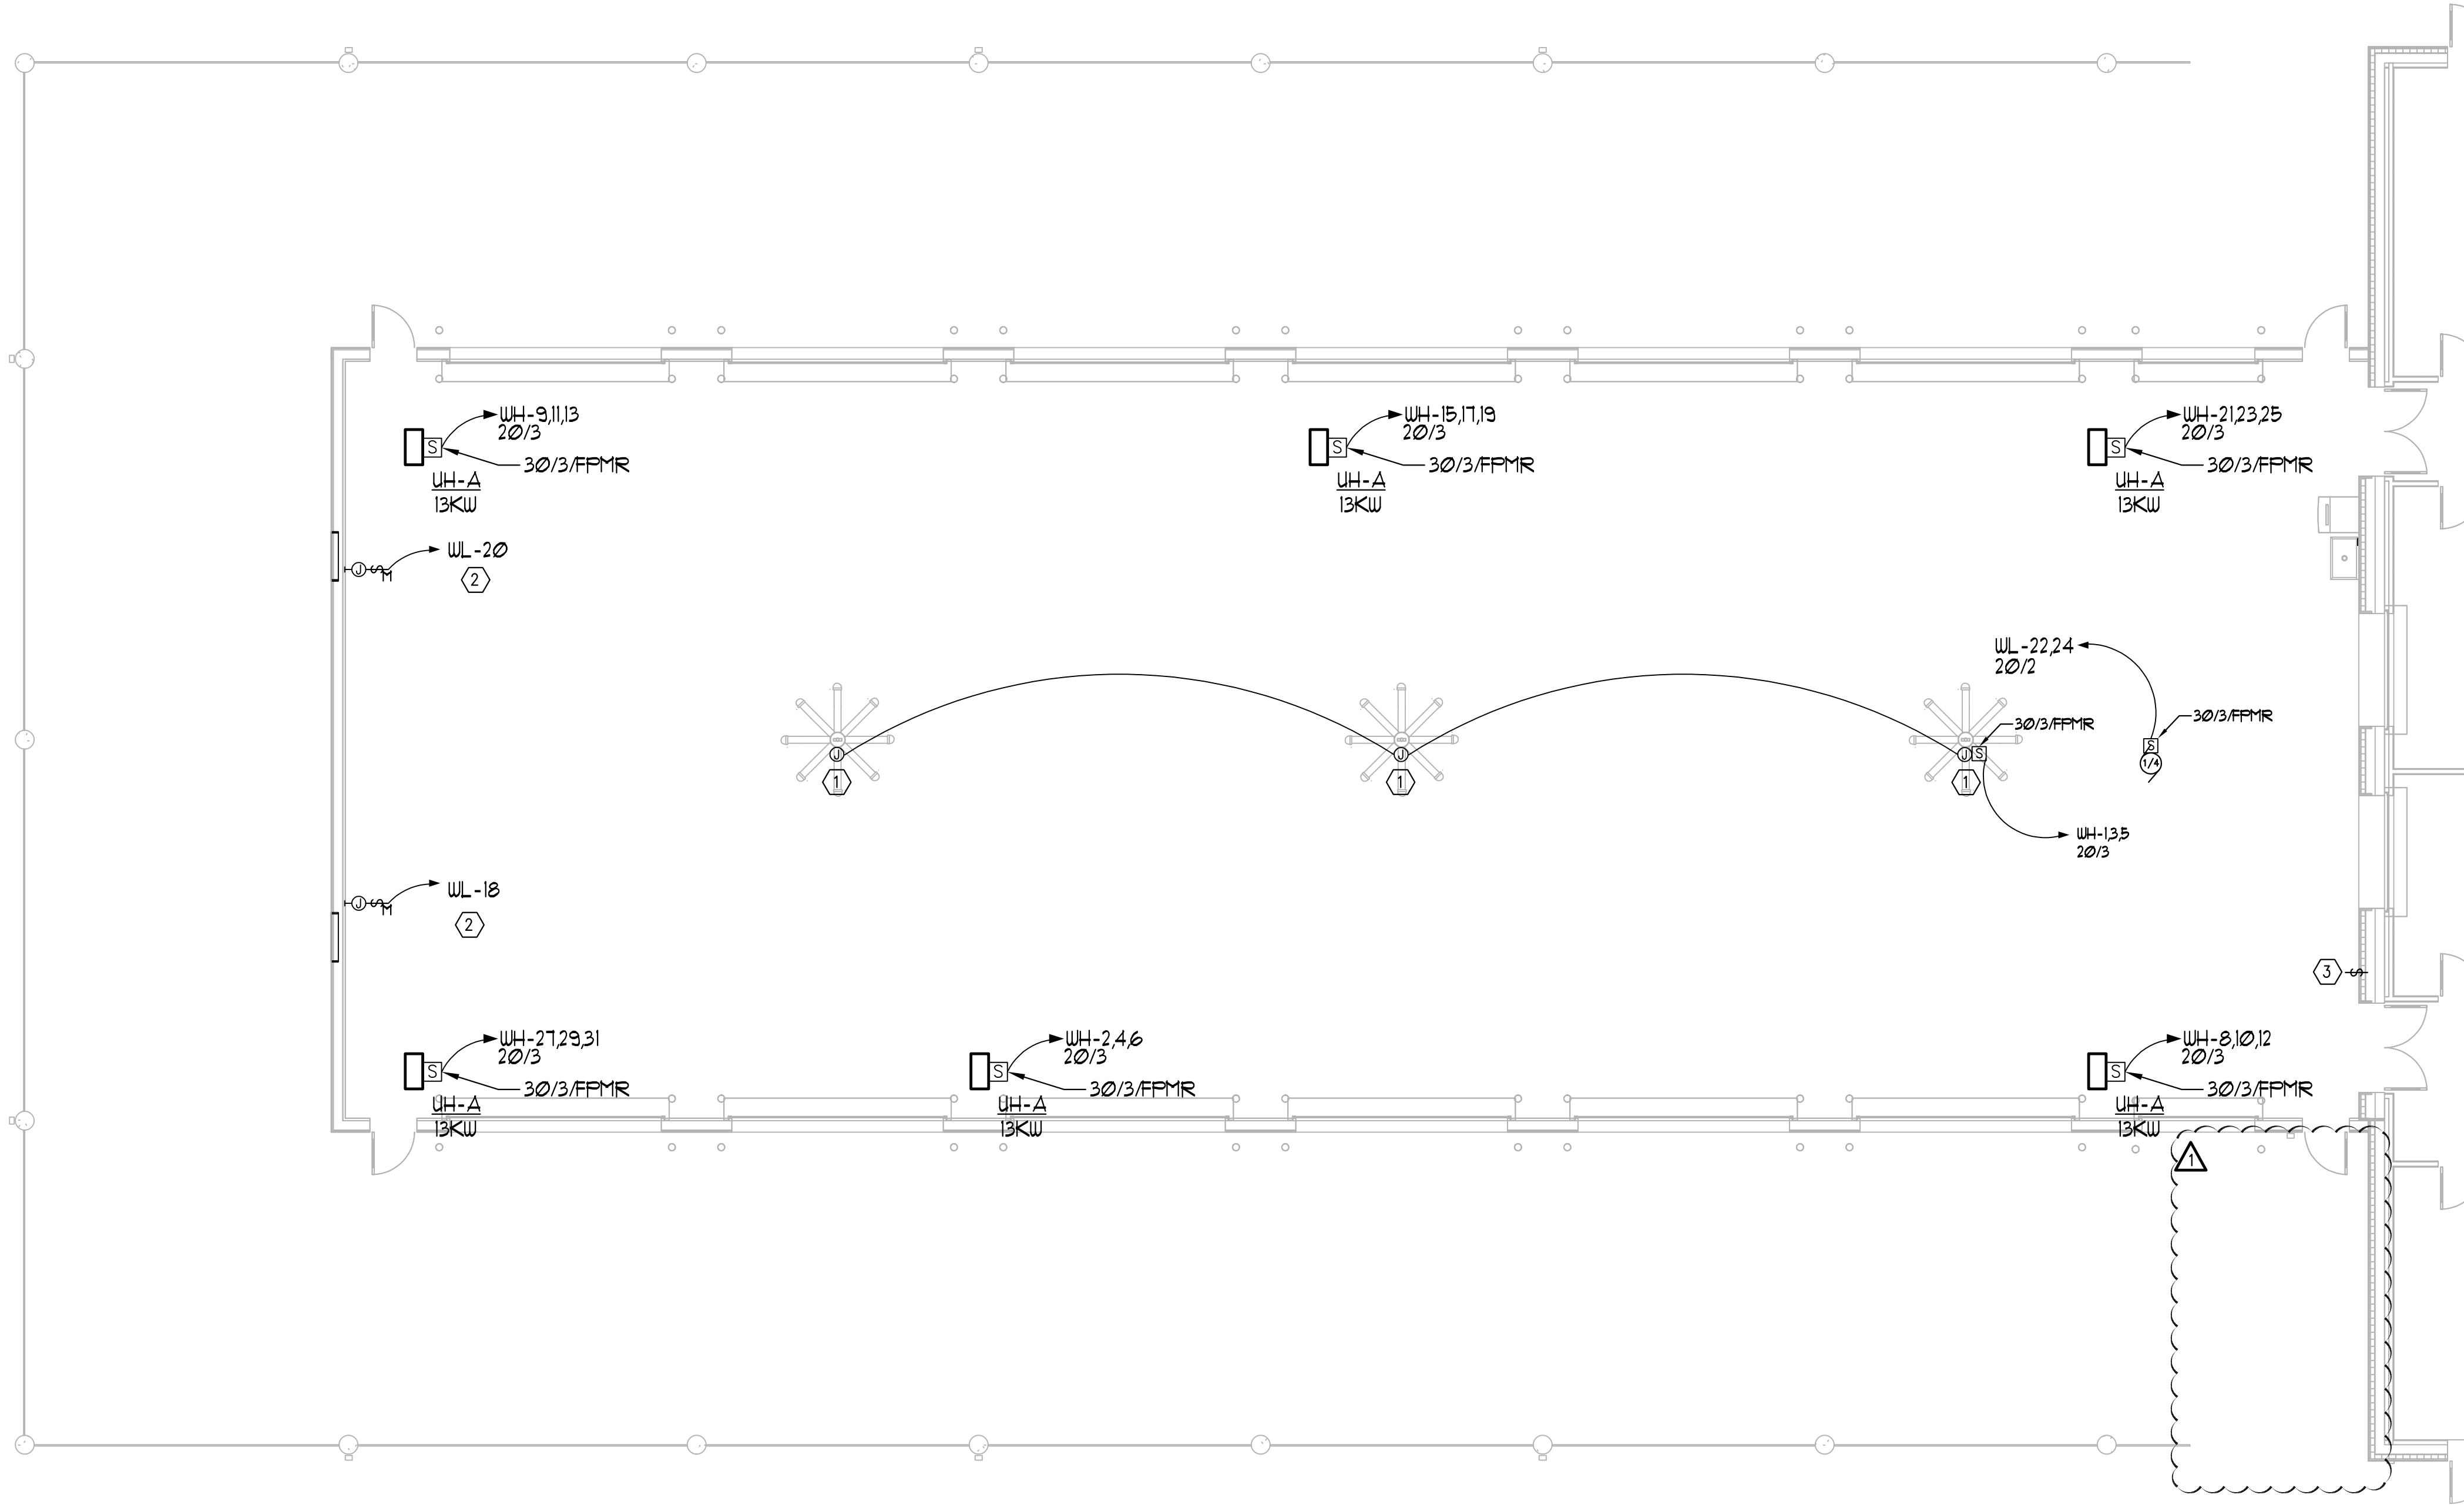 WH-9,11,13
20/3
S
30/3/FPMR
UH-A
13KW
WH-15,17,19
20/3
S
30/3/FPMR
UH-A
13KW
WH-21,23,25
20/3
S
30/3/FPMR
UH-A
13KW
WL-20
J S M
2
WL-22,24
20/2
30/3/FPMR
S
1/4
30/3/FPMR
J
1
J
1
J S
1
WH-1,3,5
20/3
WL-18
J S M
2
3 S
WH-27,29,31
20/3
S
30/3/FPMR
UH-A
13KW
WH-2,4,6
20/3
S
30/3/FPMR
UH-A
13KW
WH-8,10,12
20/3
S
30/3/FPMR
UH-A
13KW
1